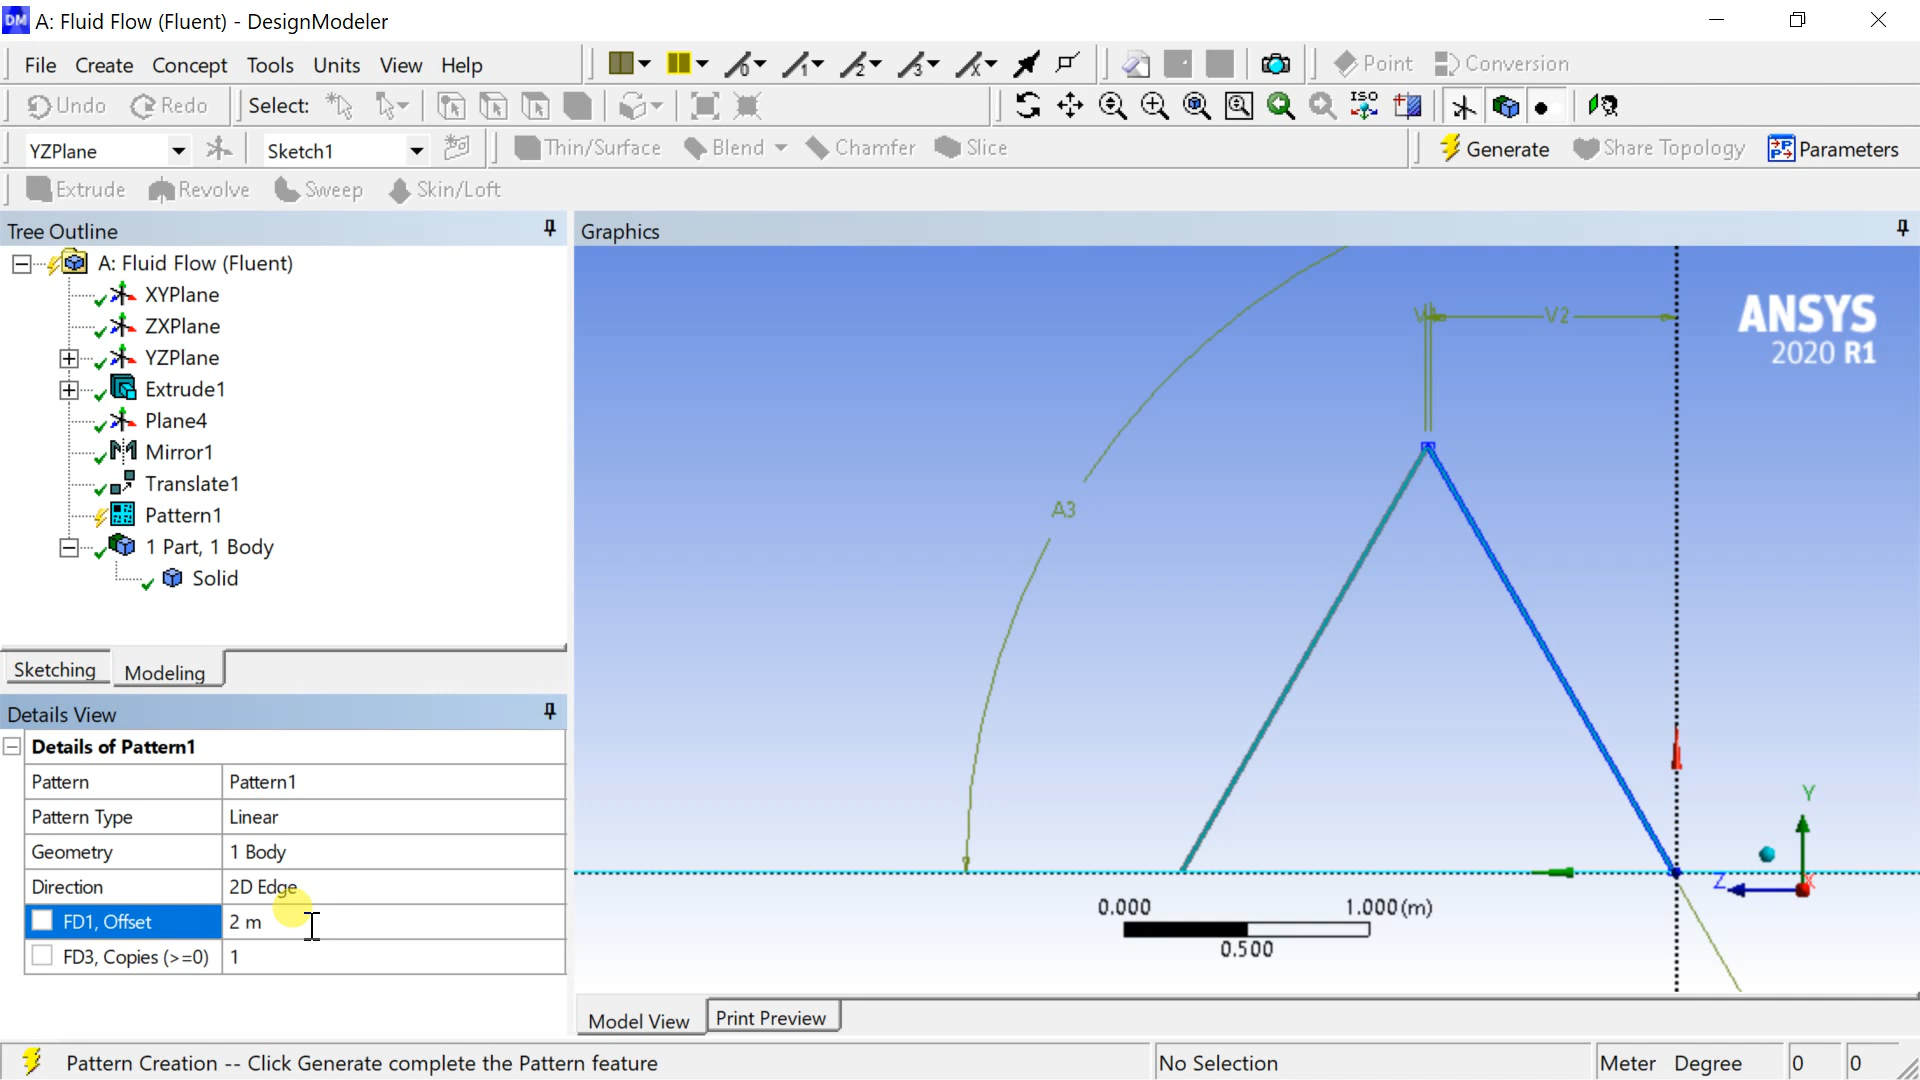 A: Fluid Flow (Fluent) - DesignModeler
File Create Concept Tools Units View Help
Point Conversion
Undo Redo Select:
ISO
YZPlane Sketch1 Thin/Surface Blend Chamfer Slice Generate Share Topology Parameters
Extrude Revolve Sweep Skin/Loft
Tree Outline
A: Fluid Flow (Fluent)
XYPlane
ZXPlane
YZPlane
Extrude1
Plane4
Mirror1
Translate1
Pattern1
1 Part, 1 Body
Solid
Sketching Modeling
Details View
Details of Pattern1
Pattern Pattern1
Pattern Type Linear
Geometry 1 Body
Direction 2D Edge
FD1, Offset 2 m
FD3, Copies (>=0) 1
Graphics
V2
ANSYS
2020 R1
A3
Y
Z X
0.000 1.000(m)
0.500
Model View Print Preview
Pattern Creation -- Click Generate complete the Pattern feature No Selection Meter Degree 0 0